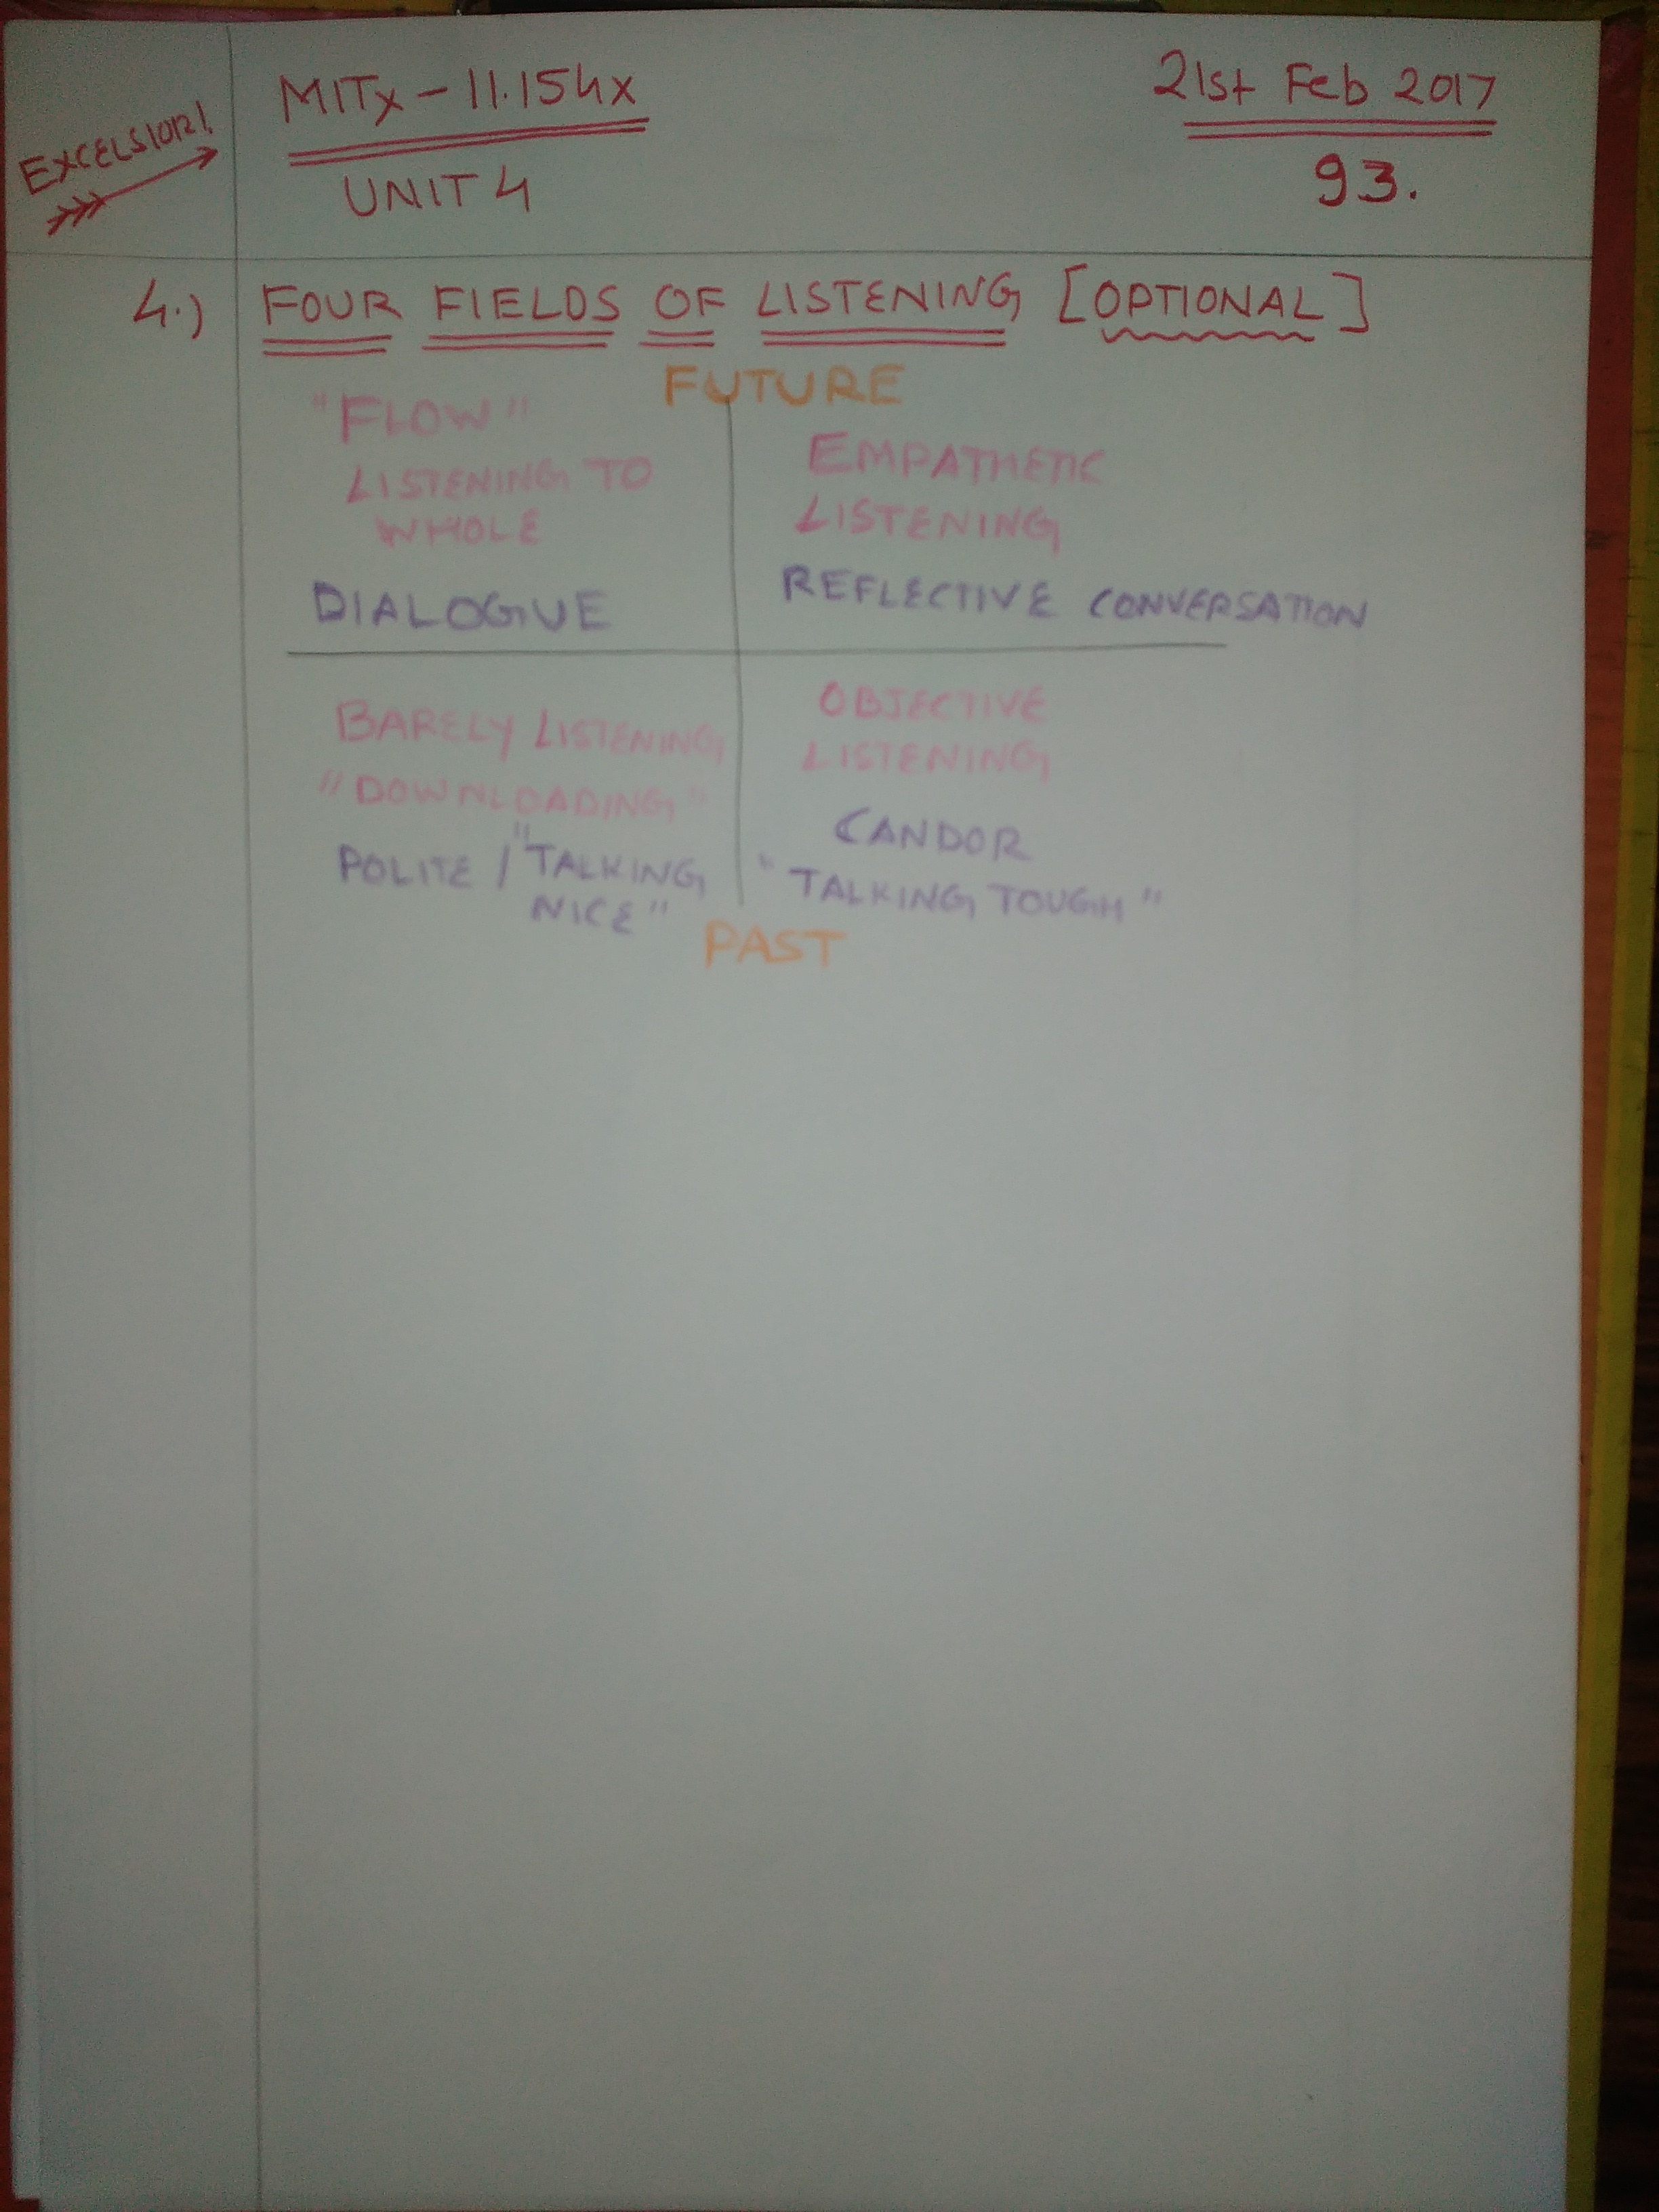 EXCELSIOR!
MITx - 11.154x
UNIT 4
21st Feb 2017
93.
4.) FOUR FIELDS OF LISTENING [OPTIONAL]
FUTURE
"FLOW"
LISTENING TO
WHOLE
DIALOGUE
EMPATHETIC
LISTENING
REFLECTIVE CONVERSATION
BARELY LISTENING
"DOWNLOADING"
POLITE / "TALKING
NICE"
OBJECTIVE
LISTENING
CANDOR
"TALKING TOUGH"
PAST